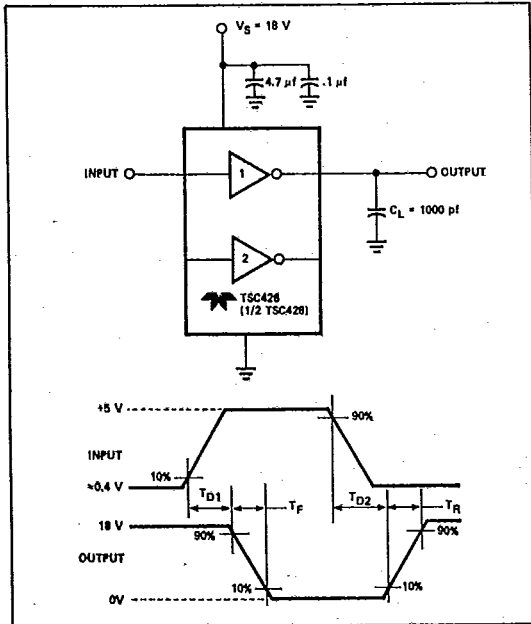 V_S = 18 V
4.7 µf
.1 µf
INPUT
1
OUTPUT
C_L = 1000 pf
2
TSC426
(1/2 TSC428)
+5 V
90%
INPUT
10%
≈0.4 V
T_D1
T_F
T_D2
T_R
18 V
90%
90%
OUTPUT
10%
10%
0V